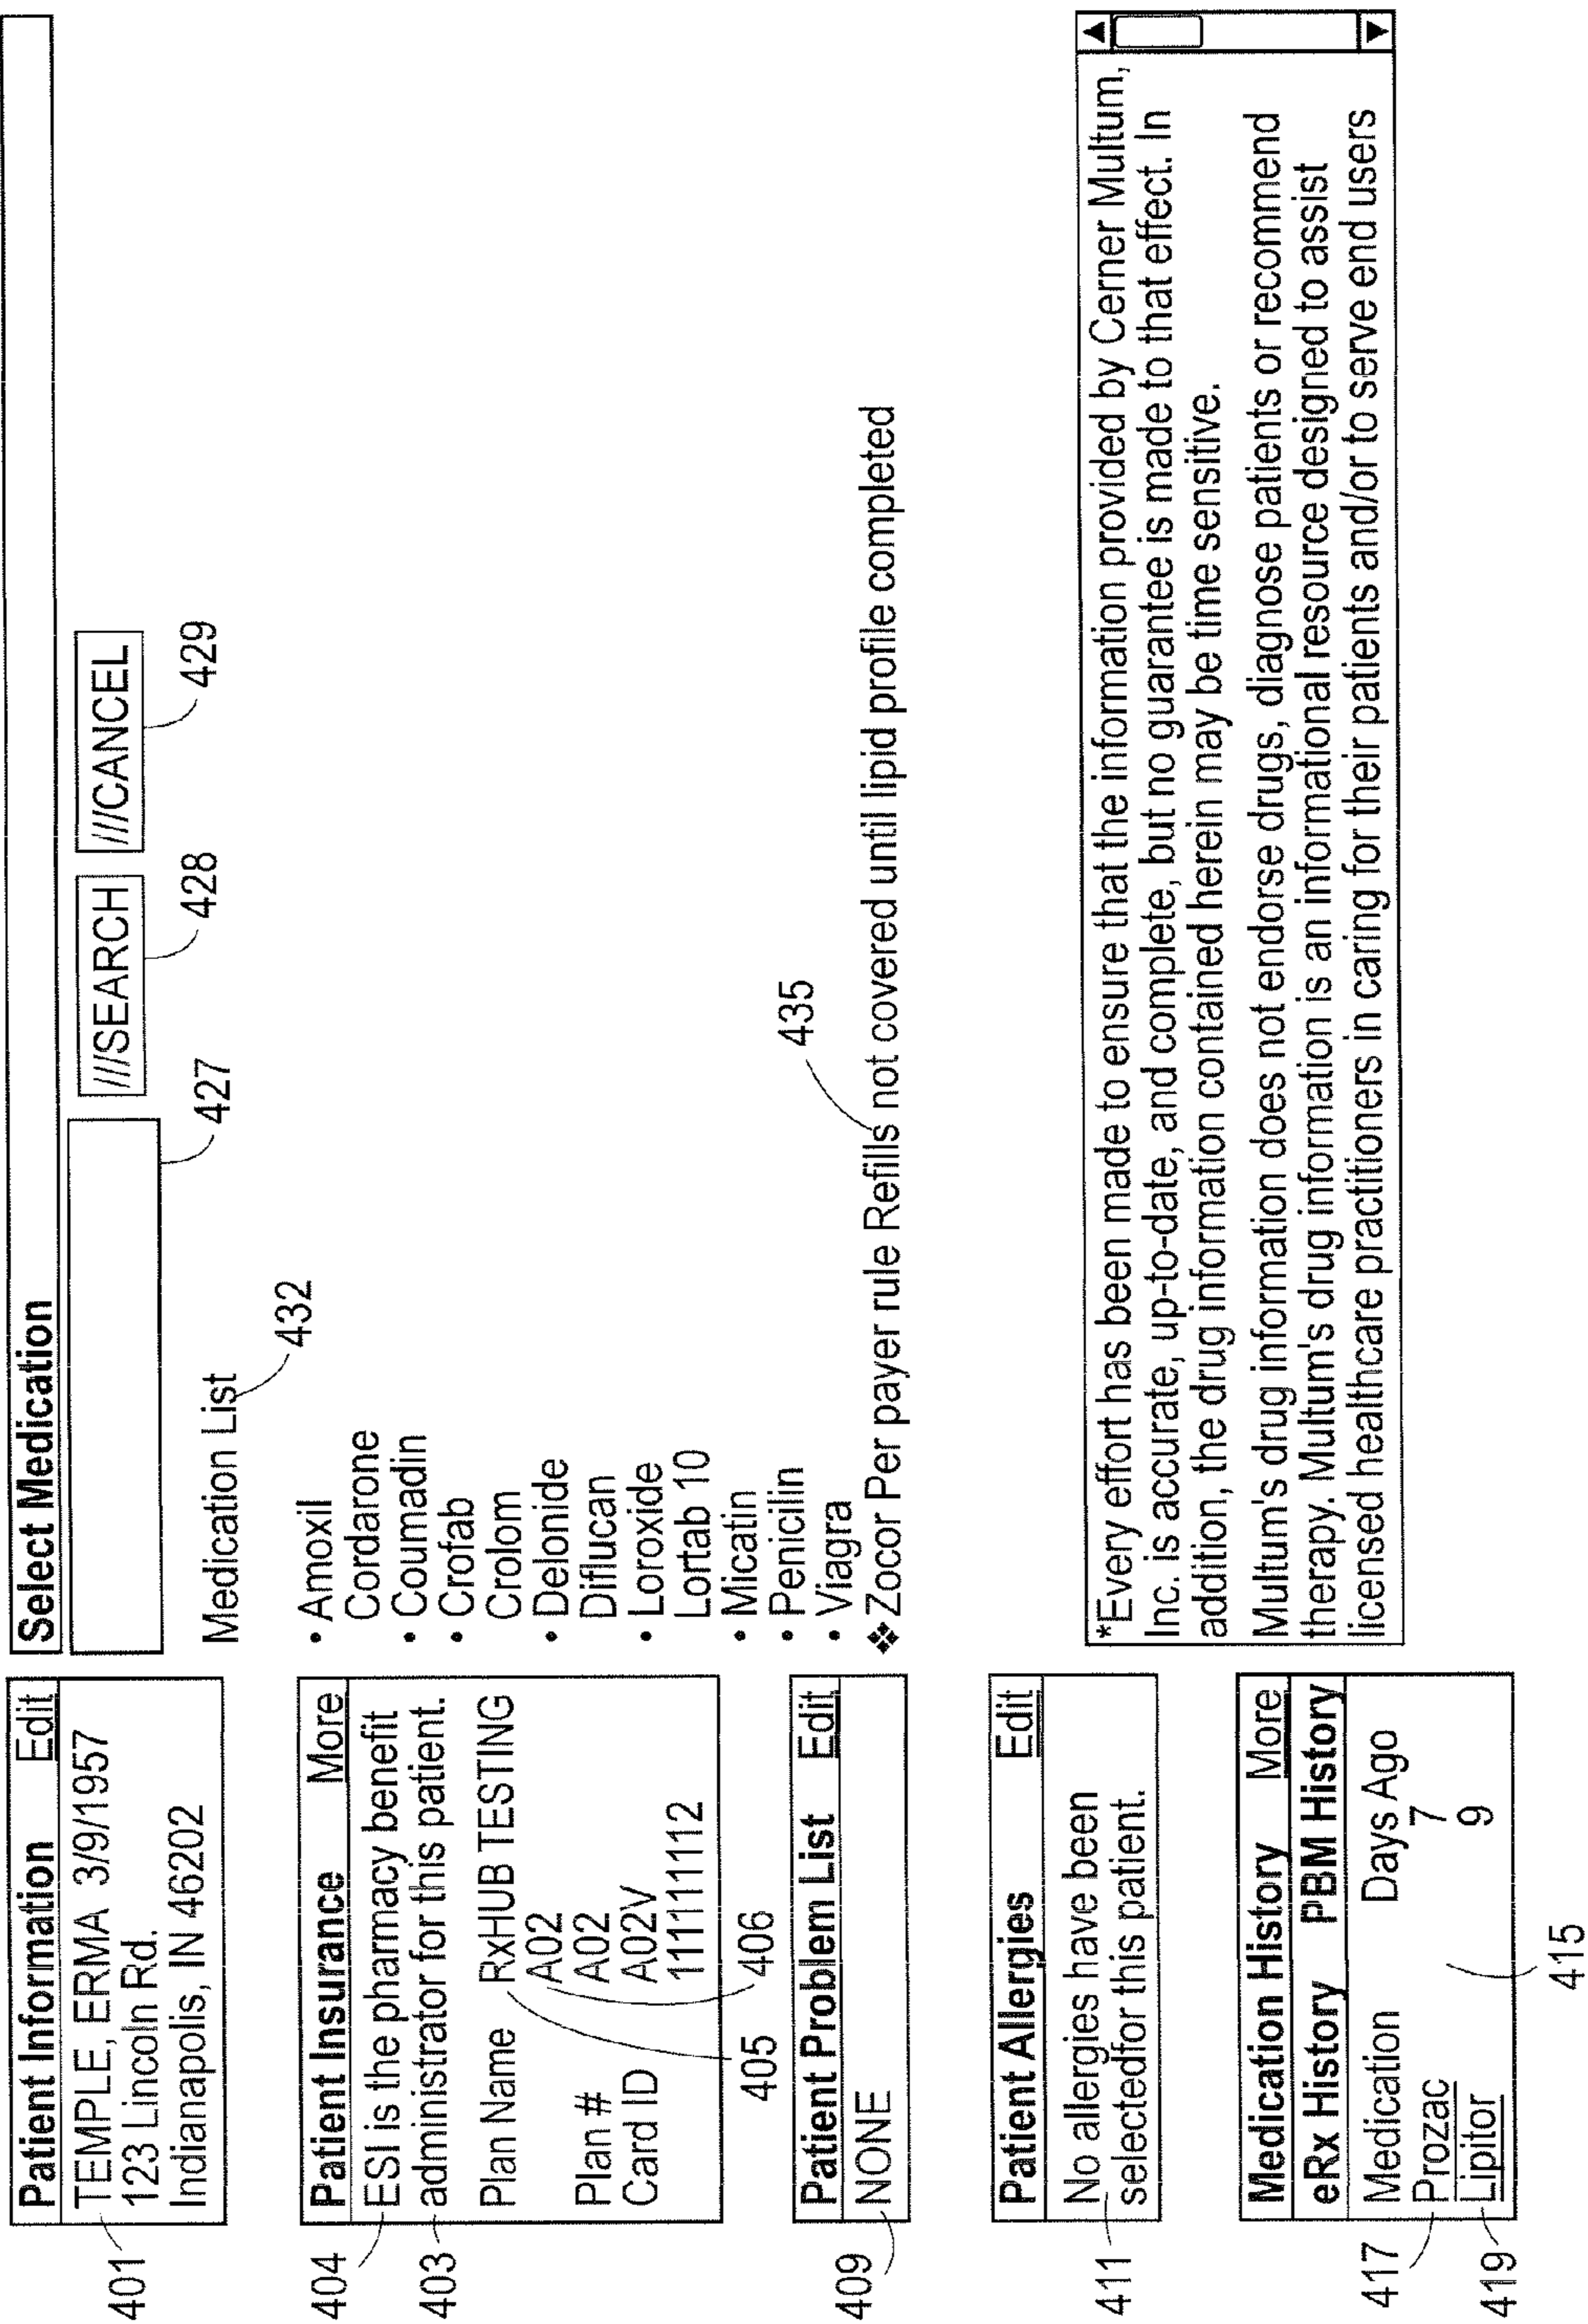 Patient Information Edit
TEMPLE, ERMA 3/9/1957
123 Lincoln Rd.
Indianapolis, IN 46202
401
Patient Insurance More
ESI is the pharmacy benefit
administrator for this patient.
Plan Name RxHUB TESTING
A02
Plan # A02
Card ID A02V
111111112
404
403
405
406
Patient Problem List Edit
NONE
409
Patient Allergies Edit
No allergies have been
selectedfor this patient.
411
Medication History More
eRx History PBM History
Medication Days Ago
Prozac 7
Lipitor 9
417
419
415
Select Medication
///SEARCH ///CANCEL
427
428
429
Medication List
432
• Amoxil
Cordarone
• Coumadin
• Crofab
Crolom
• Delonide
Diflucan
• Loroxide
Lortab 10
• Micatin
• Penicilin
• Viagra
❖ Zocor Per payer rule Refills not covered until lipid profile completed
435
*Every effort has been made to ensure that the information provided by Cerner Multum,
Inc. is accurate, up-to-date, and complete, but no guarantee is made to that effect. In
addition, the drug information contained herein may be time sensitive.
Multum's drug information does not endorse drugs, diagnose patients or recommend
therapy. Multum's drug information is an informational resource designed to assist
licensed healthcare practitioners in caring for their patients and/or to serve end users